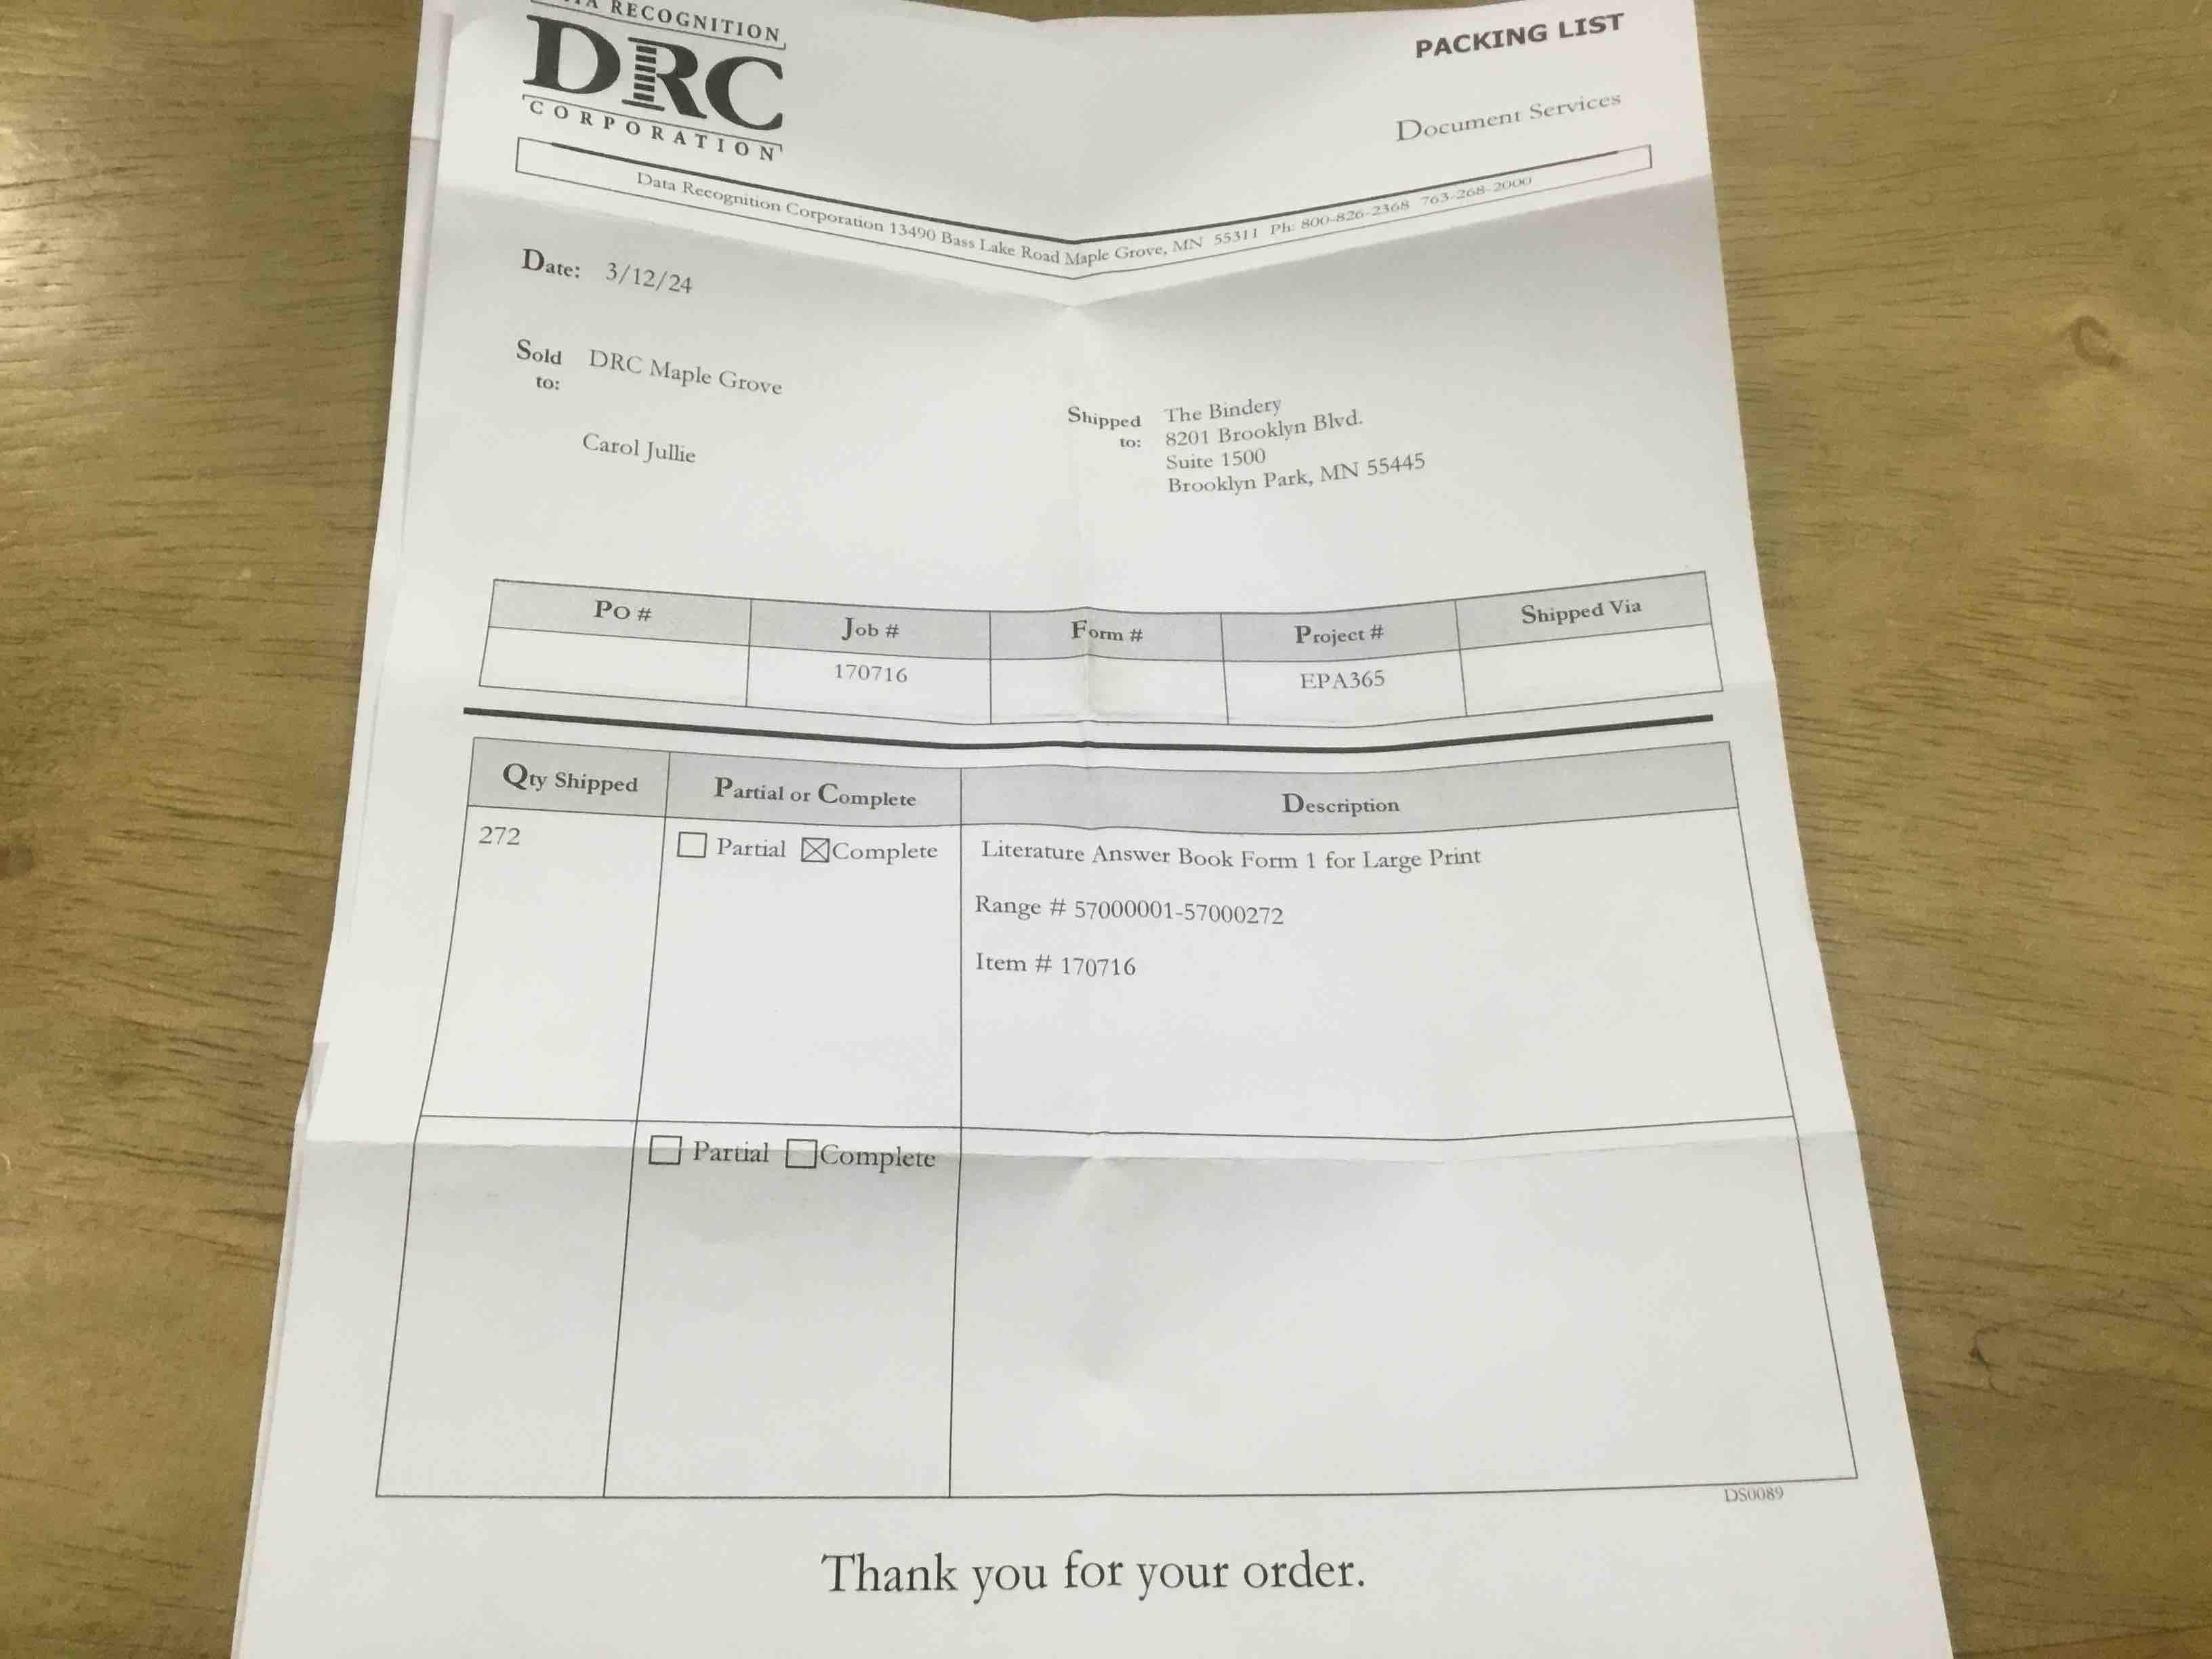 RECOGNITION
DRC
CORPORATION
PACKING LIST
Document Services
Data Recognition Corporation 13490 Bass Lake Road Maple Grove, MN 55311 Ph: 800-826-2368 763-268-2000
Date: 3/12/24
Sold to: DRC Maple Grove
Carol Jullie
Shipped to: The Bindery
8201 Brooklyn Blvd.
Suite 1500
Brooklyn Park, MN 55445
PO # Job # Form # Project # Shipped Via
170716 EPA365
Qty Shipped Partial or Complete Description
272 Partial Complete Literature Answer Book Form 1 for Large Print
Range # 57000001-57000272
Item # 170716
Partial Complete
DS0089
Thank you for your order.